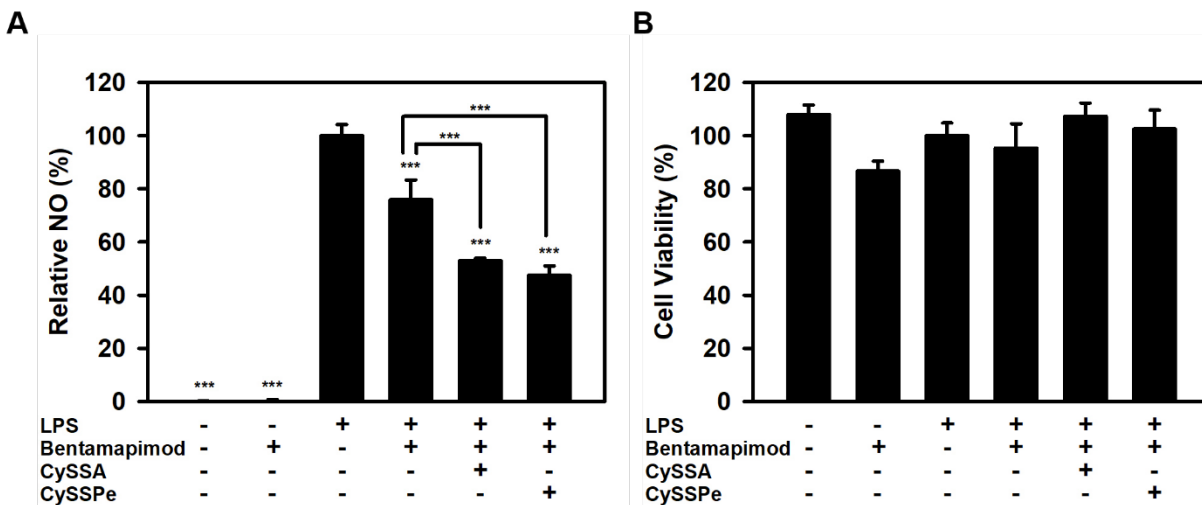 A
B
Relative NO (%)
120
100
80
60
40
20
0
*** *** *** *** *** ***
*** ***
LPS - - + + + +
Bentamapimod - + - + + +
CySSA - - - - + -
CySSPe - - - - - +
Cell Viability (%)
120
100
80
60
40
20
0
LPS - - + + + +
Bentamapimod - + - + + +
CySSA - - - - + -
CySSPe - - - - - +